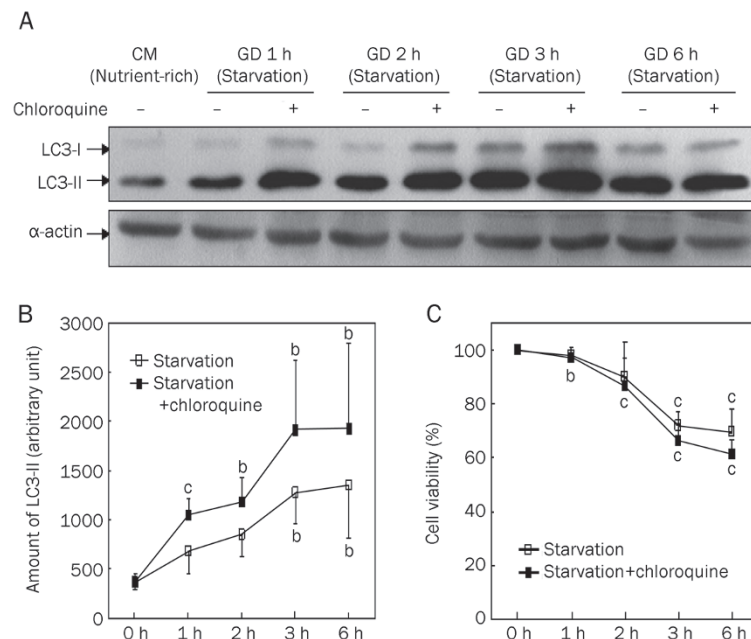 A
CM GD 1 h GD 2 h GD 3 h GD 6 h
(Nutrient-rich) (Starvation) (Starvation) (Starvation) (Starvation)
Chloroquine – – + – + – + – +
LC3-I
LC3-II
α-actin
B
Amount of LC3-II (arbitrary unit)
3000
2500
2000
1500
1000
500
0
Starvation
Starvation
+chloroquine
c b b b
b b
0 h 1 h 2 h 3 h 6 h
C
Cell viability (%)
100
80
60
40
20
0
b c c c
c c
Starvation
Starvation+chloroquine
0 h 1 h 2 h 3 h 6 h